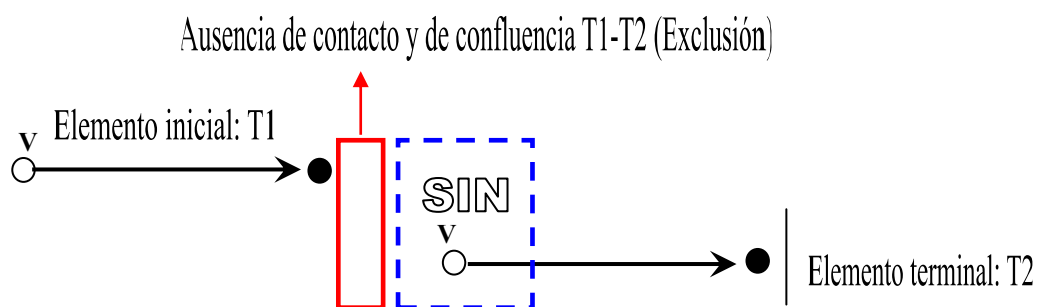 Ausencia de contacto y de confluencia T1-T2 (Exclusión)
V Elemento inicial: T1
SIN
V
Elemento terminal: T2